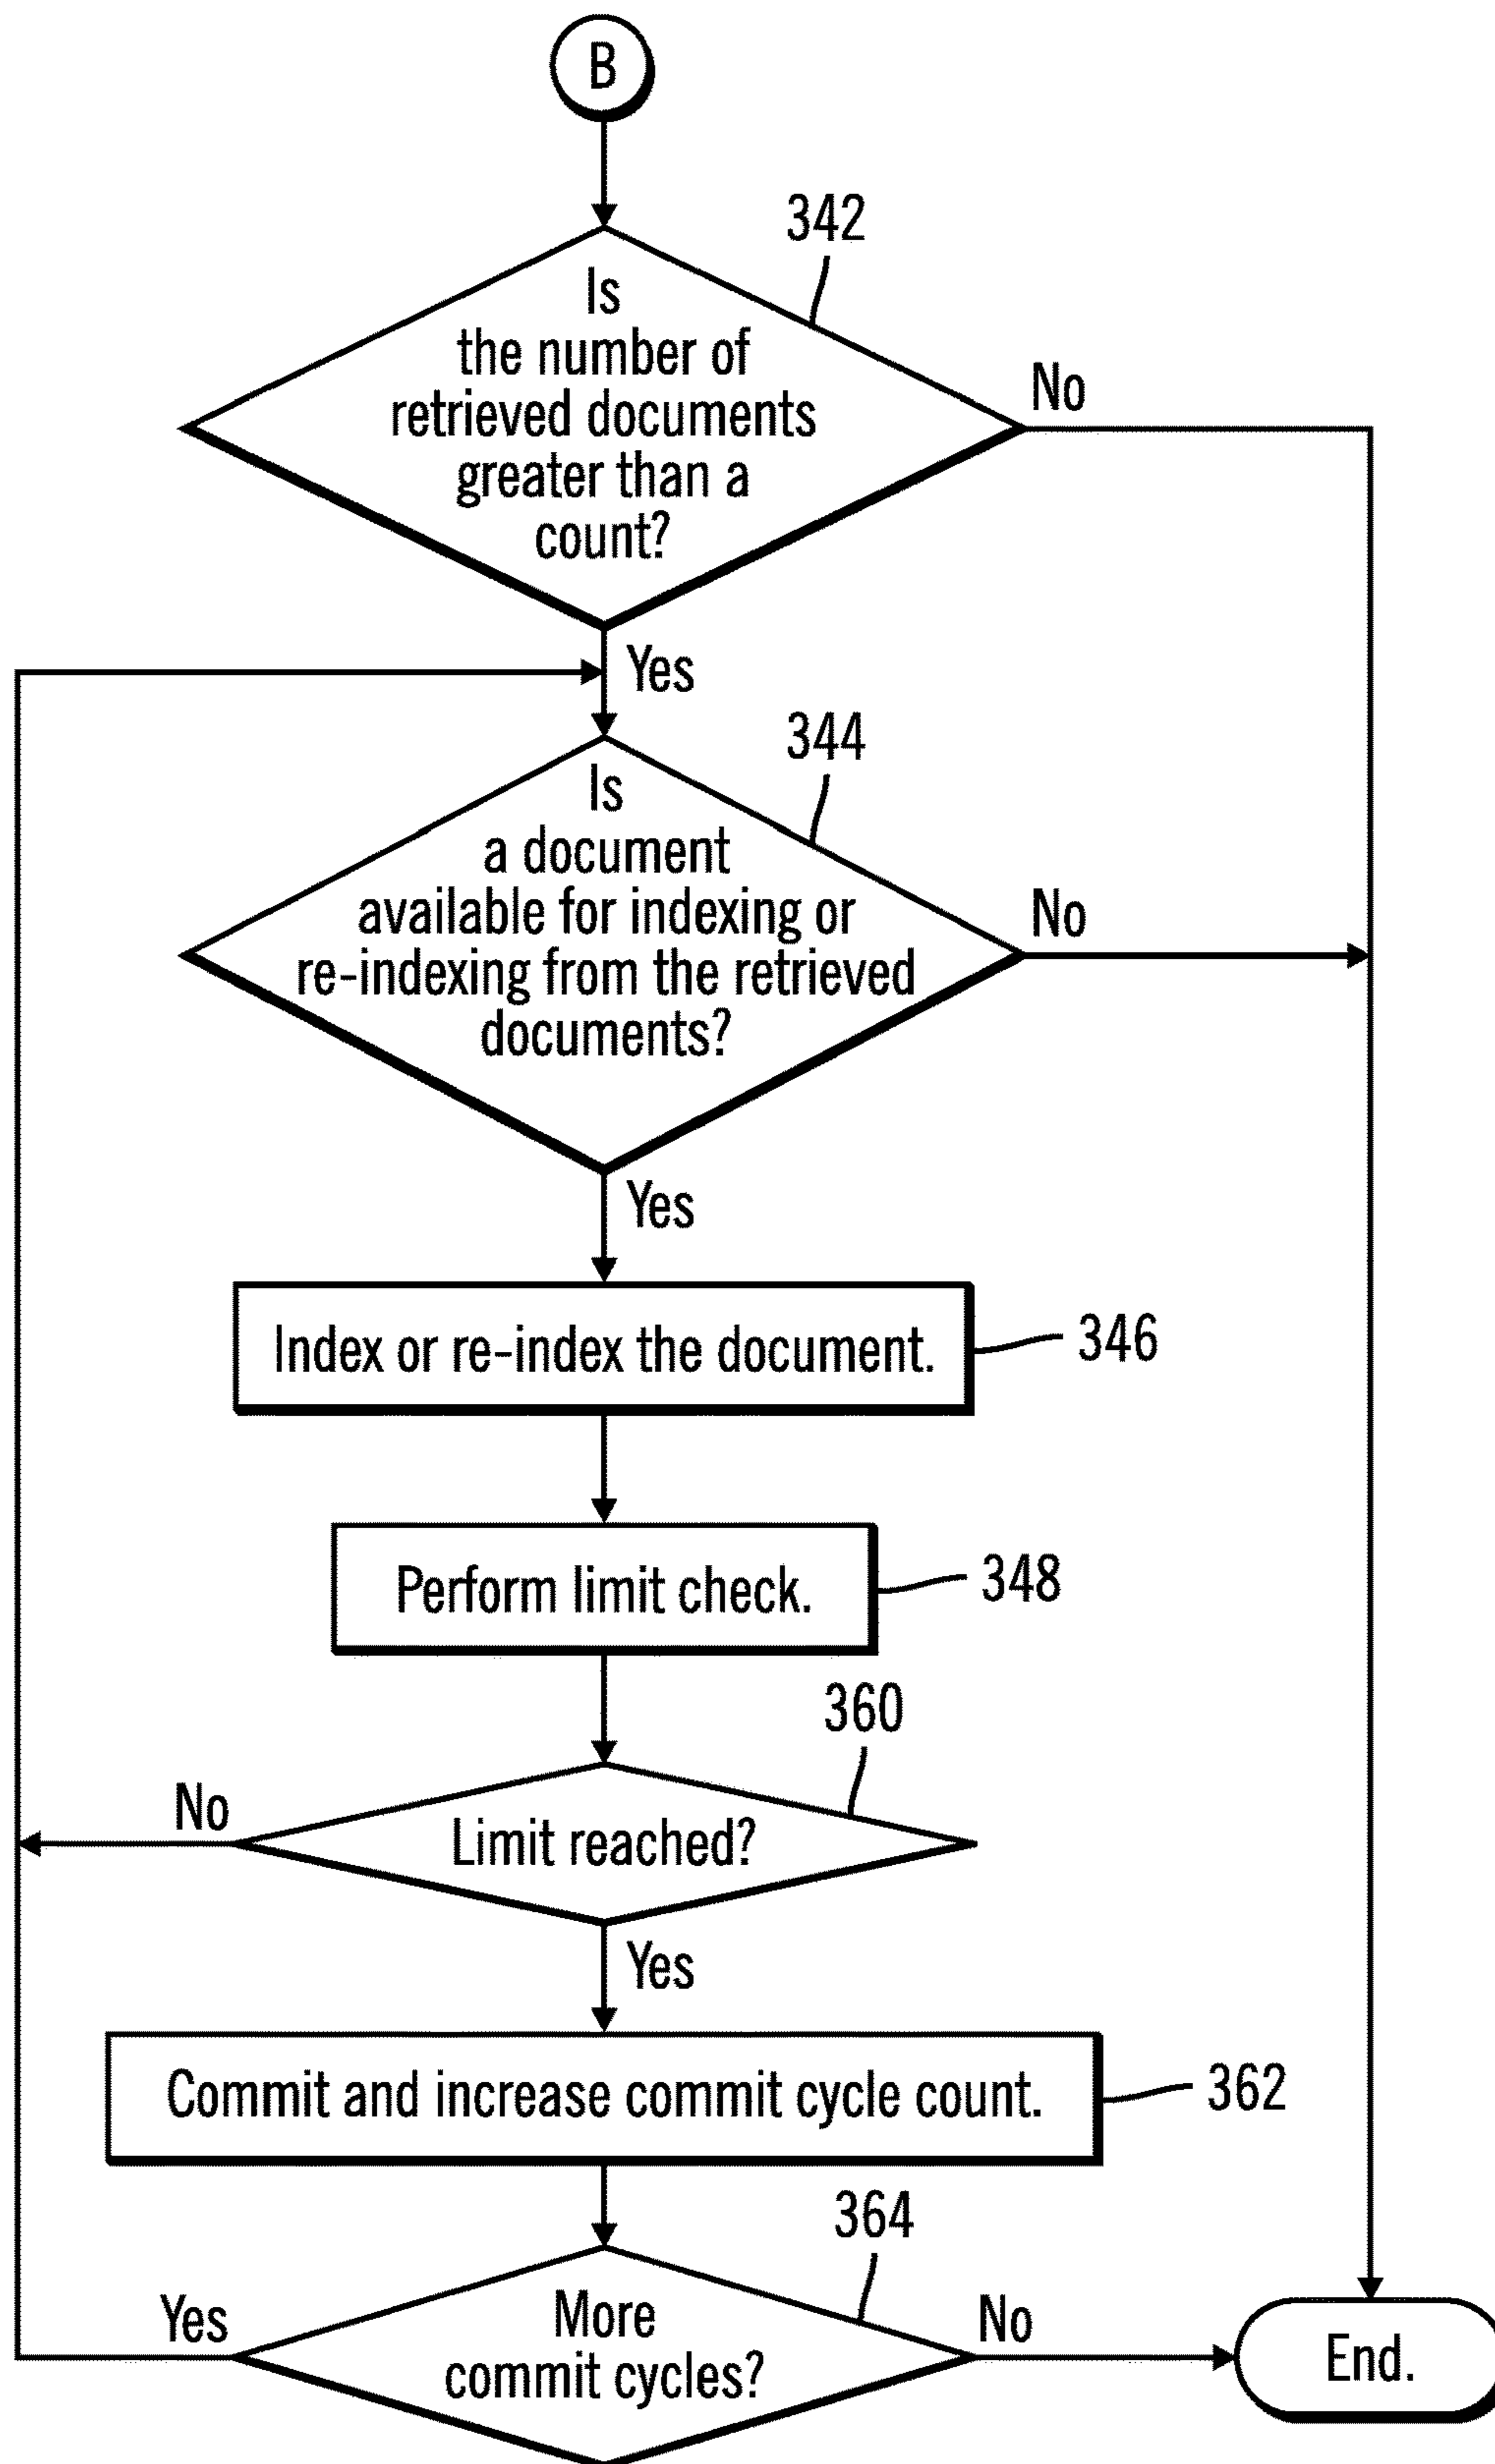 B
342
Is
the number of
retrieved documents
greater than a
count?
No
Yes
344
Is
a document
available for indexing or
re-indexing from the retrieved
documents?
No
Yes
Index or re-index the document.
346
Perform limit check.
348
360
No
Limit reached?
Yes
Commit and increase commit cycle count.
362
364
Yes
More
commit cycles?
No
End.